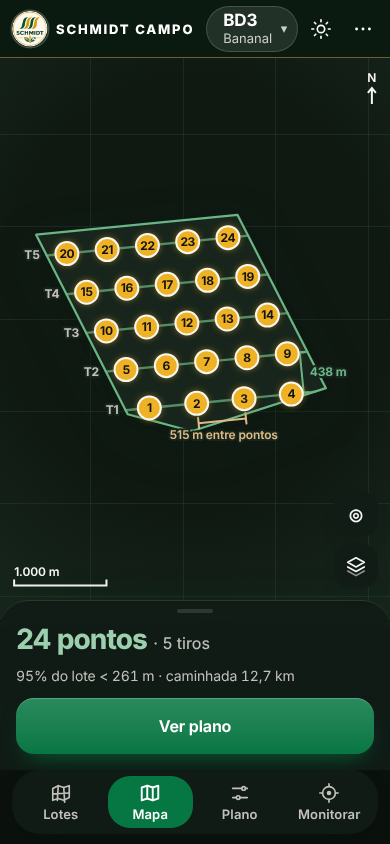 SCHMIDT
SCHMIDT CAMPO
BD3
Bananal
N
T5 20 21 22 23 24
T4 15 16 17 18 19
T3 10 11 12 13 14
T2 5 6 7 8 9
438 m
T1 1 2 3 4
515 m entre pontos
1.000 m
24 pontos · 5 tiros
95% do lote < 261 m · caminhada 12,7 km
Ver plano
Lotes Mapa Plano Monitorar